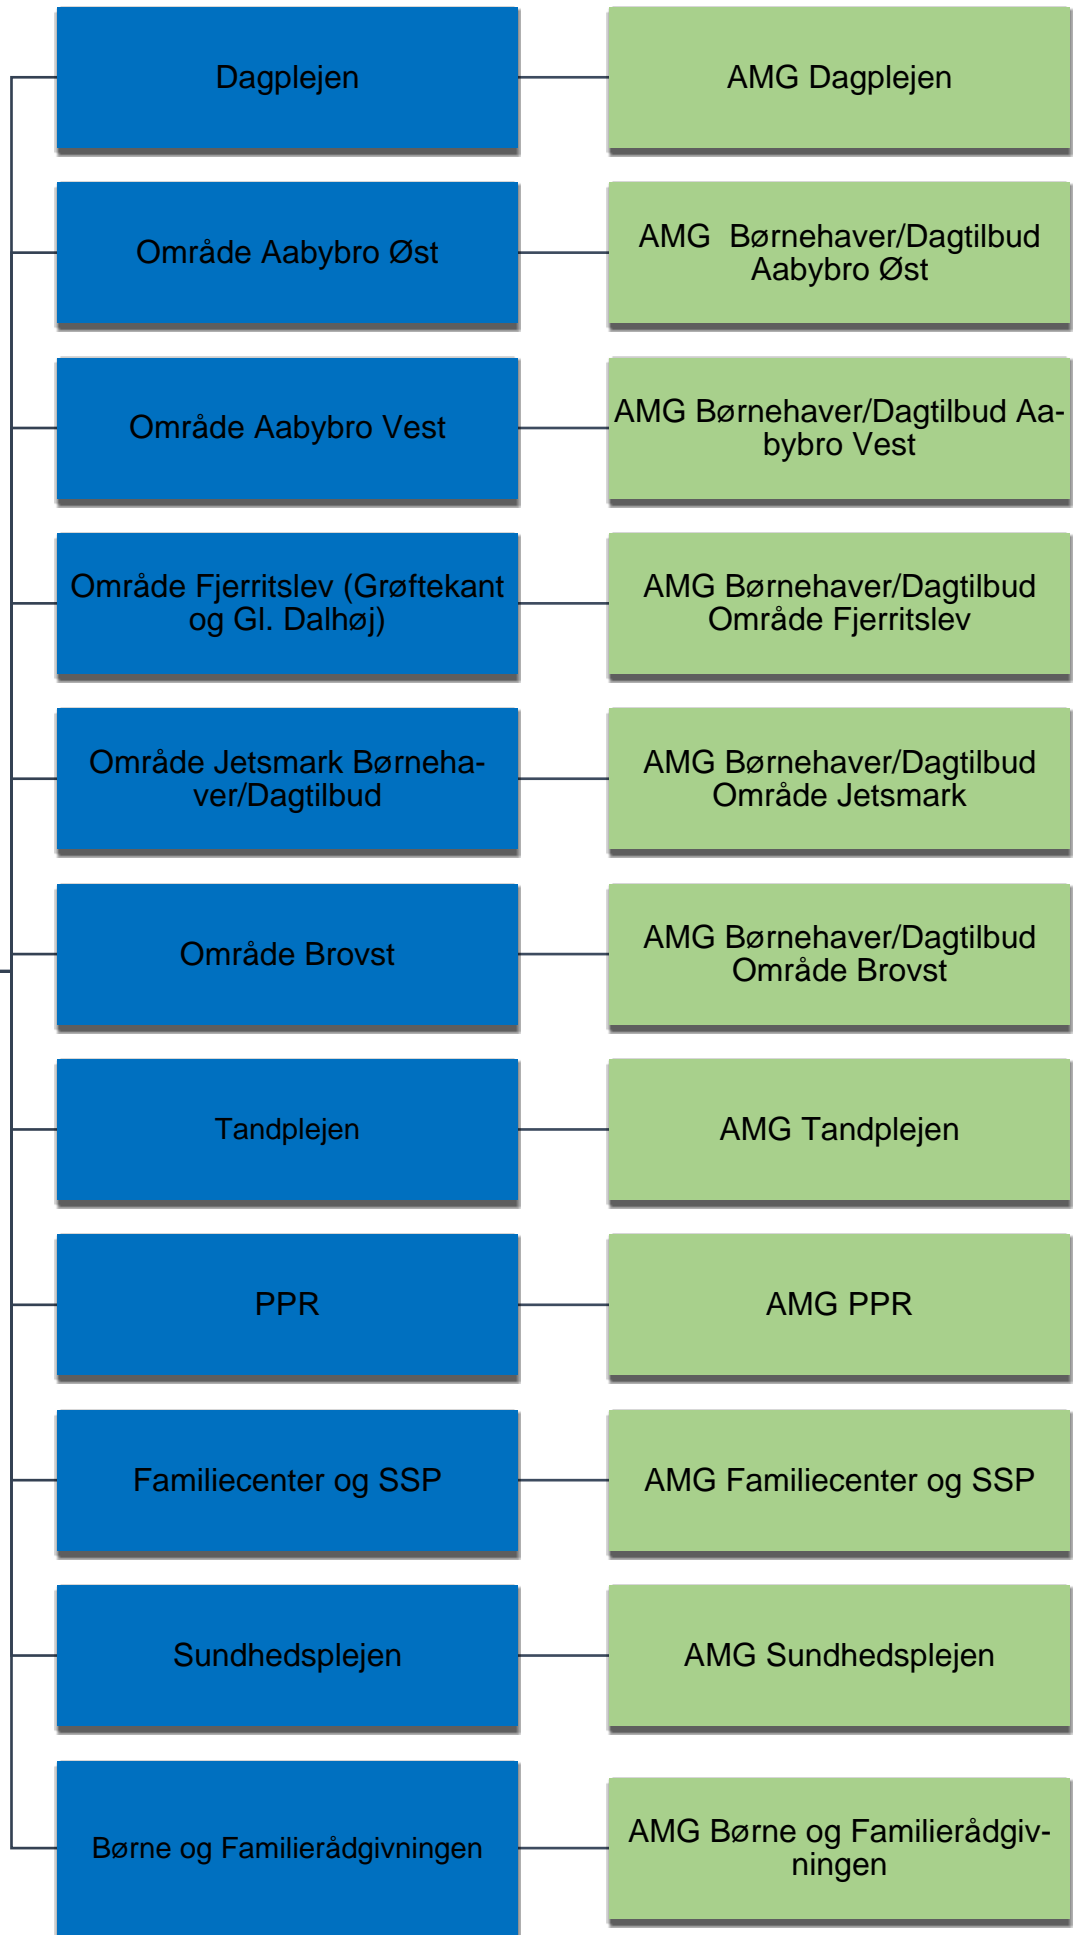 Dagplejen
AMG Dagplejen
Område Aabybro Øst
AMG  Børnehaver/Dagtilbud
Aabybro Øst
Område Aabybro Vest
AMG Børnehaver/Dagtilbud Aa-
bybro Vest
Område Fjerritslev (Grøftekant
og Gl. Dalhøj)
AMG Børnehaver/Dagtilbud
Område Fjerritslev
Område Jetsmark Børneha-
ver/Dagtilbud
AMG Børnehaver/Dagtilbud
Område Jetsmark
Område Brovst
AMG Børnehaver/Dagtilbud
Område Brovst
Tandplejen
AMG Tandplejen
PPR
AMG PPR
Familiecenter og SSP
AMG Familiecenter og SSP
Sundhedsplejen
AMG Sundhedsplejen
Børne og Familierådgivningen
AMG Børne og Familierådgiv-
ningen